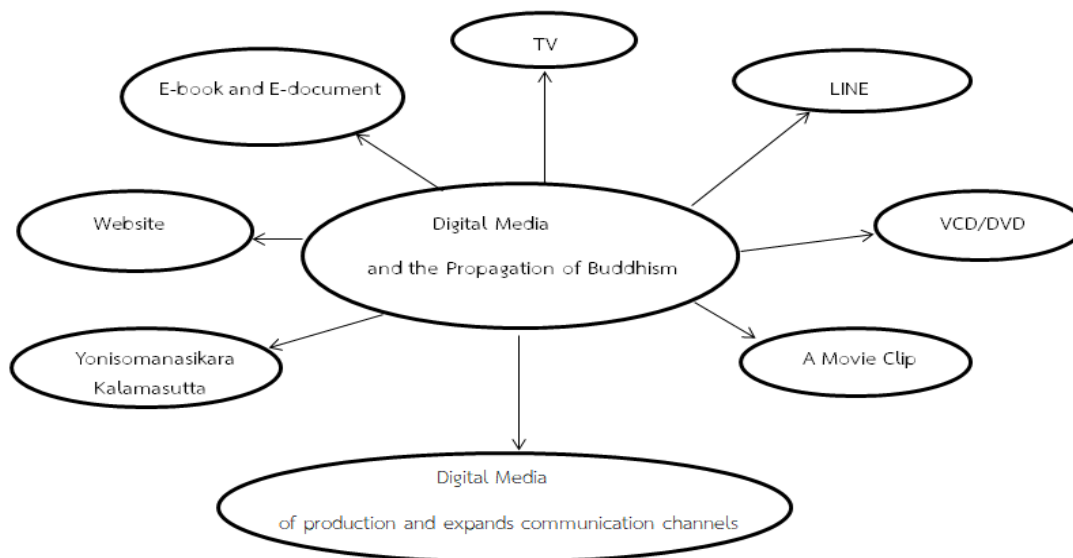 TV
E-book and E-document
LINE
Website
Digital Media
and the Propagation of Buddhism
VCD/DVD
Yonisomanasikara
Kalamasutta
A Movie Clip
Digital Media
of production and expands communication channels